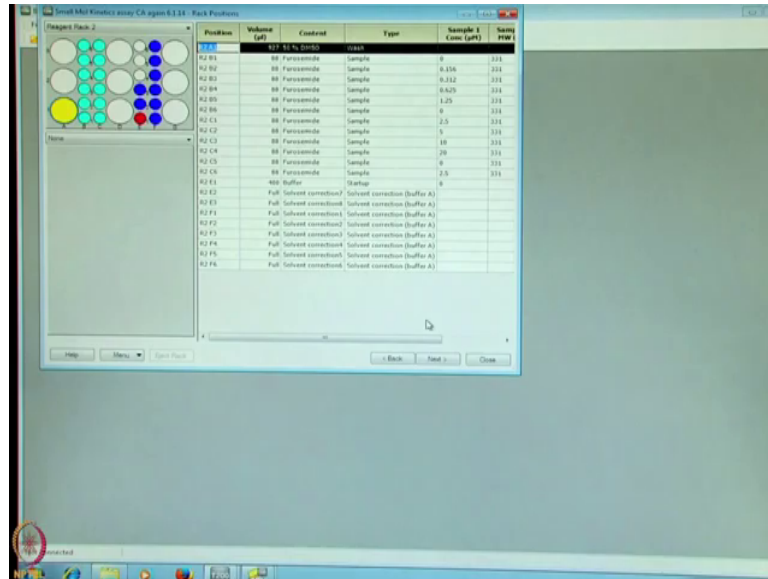 Small Mol Kinetics assay CA again 6.1.14 - Rack Positions
Reagent Rack 2
Position Volume (µl) Content Type Sample 1 Conc (µM) Sample MW
R2 A3 927 50 % DMSO Wash
R2 B1 88 Furosemide Sample 0 331
R2 B2 88 Furosemide Sample 0.156 331
R2 B3 88 Furosemide Sample 0.312 331
R2 B4 88 Furosemide Sample 0.625 331
R2 B5 88 Furosemide Sample 1.25 331
R2 B6 88 Furosemide Sample 0 331
R2 C1 88 Furosemide Sample 2.5 331
R2 C2 88 Furosemide Sample 5 331
R2 C3 88 Furosemide Sample 10 331
R2 C4 88 Furosemide Sample 20 331
R2 C5 88 Furosemide Sample 0 331
R2 C6 88 Furosemide Sample 2.5 331
R2 E1 400 Buffer Startup 0
R2 E2 Full Solvent correction7 Solvent correction (buffer A)
R2 E3 Full Solvent correction8 Solvent correction (buffer A)
R2 F1 Full Solvent correction1 Solvent correction (buffer A)
R2 F2 Full Solvent correction2 Solvent correction (buffer A)
R2 F3 Full Solvent correction3 Solvent correction (buffer A)
R2 F4 Full Solvent correction4 Solvent correction (buffer A)
R2 F5 Full Solvent correction5 Solvent correction (buffer A)
R2 F6 Full Solvent correction6 Solvent correction (buffer A)
None
Help Menu Eject Rack < Back Next > Close
connected
NPTEL T200